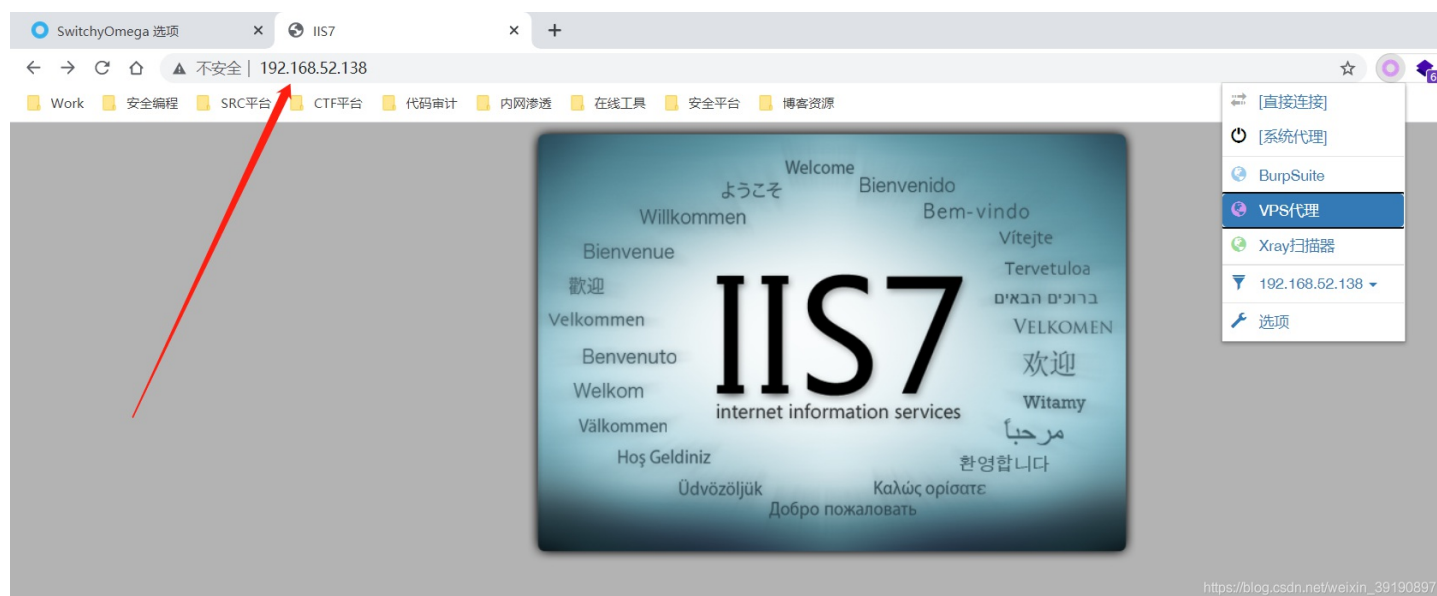 SwitchyOmega 选项
IIS7
不安全 | 192.168.52.138
6
Work 安全编程 SRC平台 CTF平台 代码审计 内网渗透 在线工具 安全平台 博客资源
[直接连接]
[系统代理]
BurpSuite
VPS代理
Xray扫描器
192.168.52.138
选项
Welcome
ようこそ
Bienvenido
Willkommen
Bem-vindo
Bienvenue
Vítejte
歡迎
Tervetuloa
ברוכים הבאים
Velkommen
VELKOMEN
Benvenuto
欢迎
IIS7
internet information services
Welkom
Witamy
Välkommen
مرحباً
Hoş Geldiniz
환영합니다
Üdvözöljük
Καλώς ορίσατε
Добро пожаловать
https://blog.csdn.net/weixin_39190897